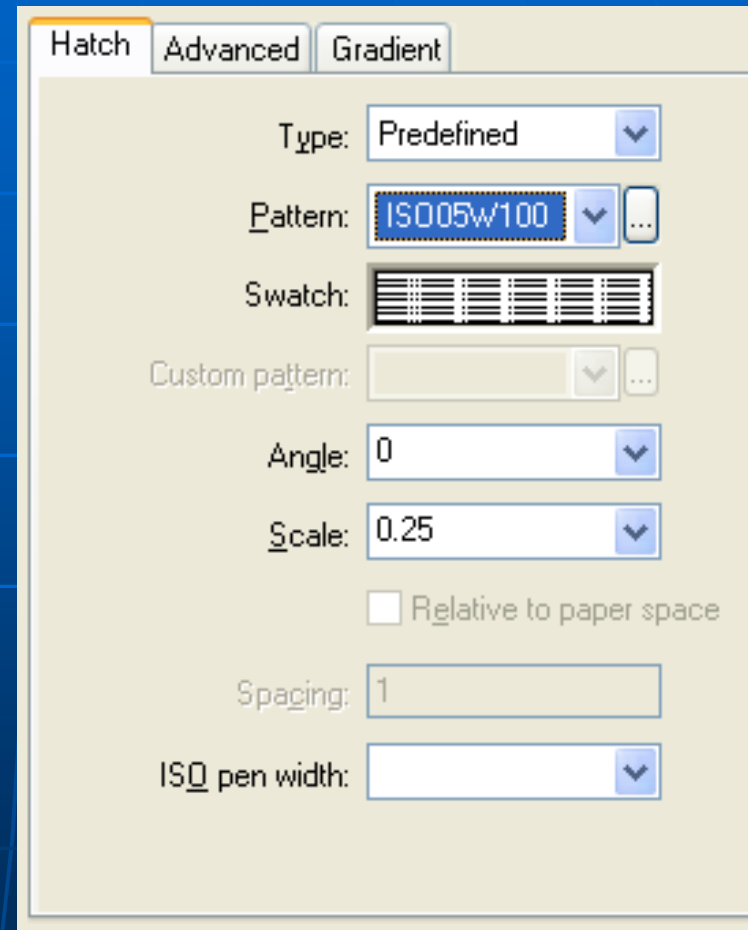 Hatch Advanced Gradient
Type: Predefined
Pattern: ISO05W100 ...
Swatch:
Custom pattern: ...
Angle: 0
Scale: 0.25
Relative to paper space
Spacing: 1
ISO pen width: